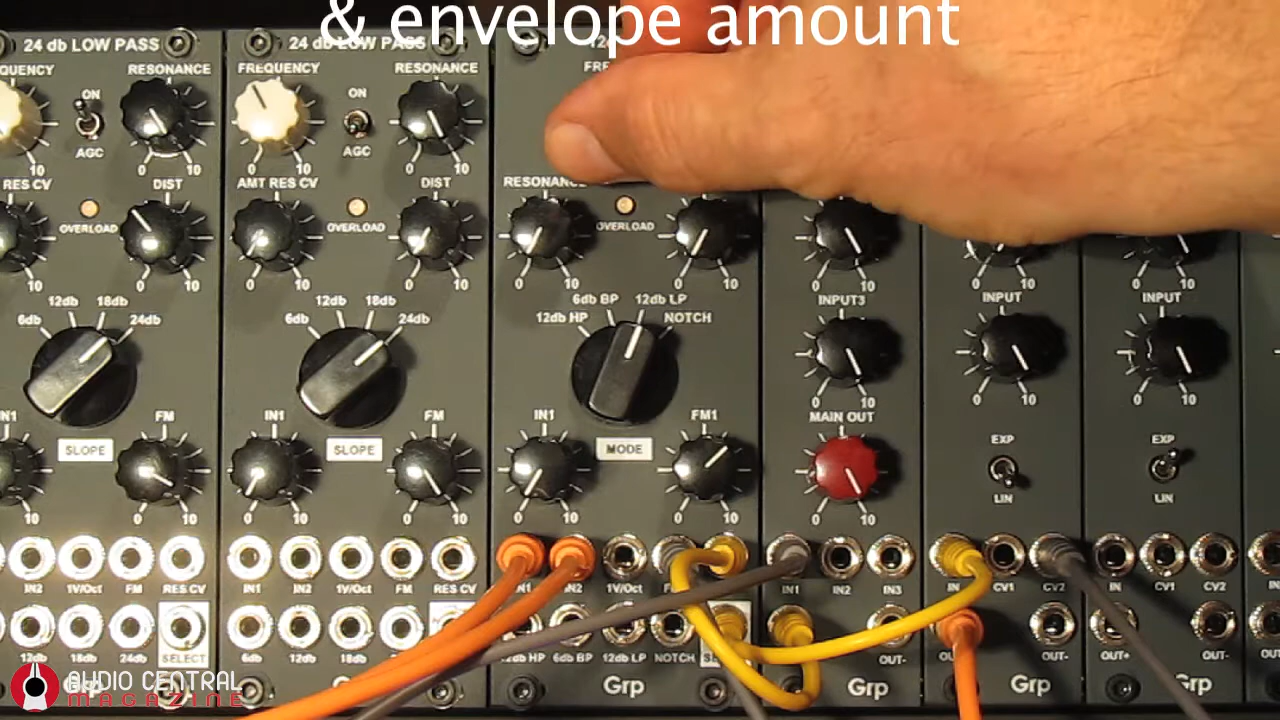 & envelope amount
24 db LOW PASS
24 db LOW PASS
RESONANCE
FREQUENCY
RESONANCE
ON
ON
AGC
AGC
10
0
10
0
10
0
10
RES CV
DIST
AMT RES CV
DIST
RESONANCE
OVERLOAD
OVERLOAD
OVERLOAD
10
0
10
0
10
0
10
0
10
0
10
0
10
0
10
0
10
INPUT3
INPUT
INPUT
6db
12db
18db
24db
6db
12db
18db
24db
12db HP
6db BP
12db LP
NOTCH
0
10
0
10
0
10
MAIN OUT
FM
IN1
FM
IN1
FM1
SLOPE
SLOPE
MODE
EXP
LIN
EXP
LIN
10
0
10
0
10
0
10
0
10
0
10
0
10
IN2
1V/Oct
FM
RES CV
IN1
IN2
1V/Oct
FM
RES CV
IN2
1V/Oct
IN1
IN2
IN3
IN
CV1
CV2
IN
CV1
CV2
12db
18db
24db
SELECT
6db
12db
18db
6db BP
12db LP
NOTCH
OUT-
OUT-
OUT+
OUT-
Grp
Grp
Grp
Grp
AUDIO CENTRAL
MAGAZINE